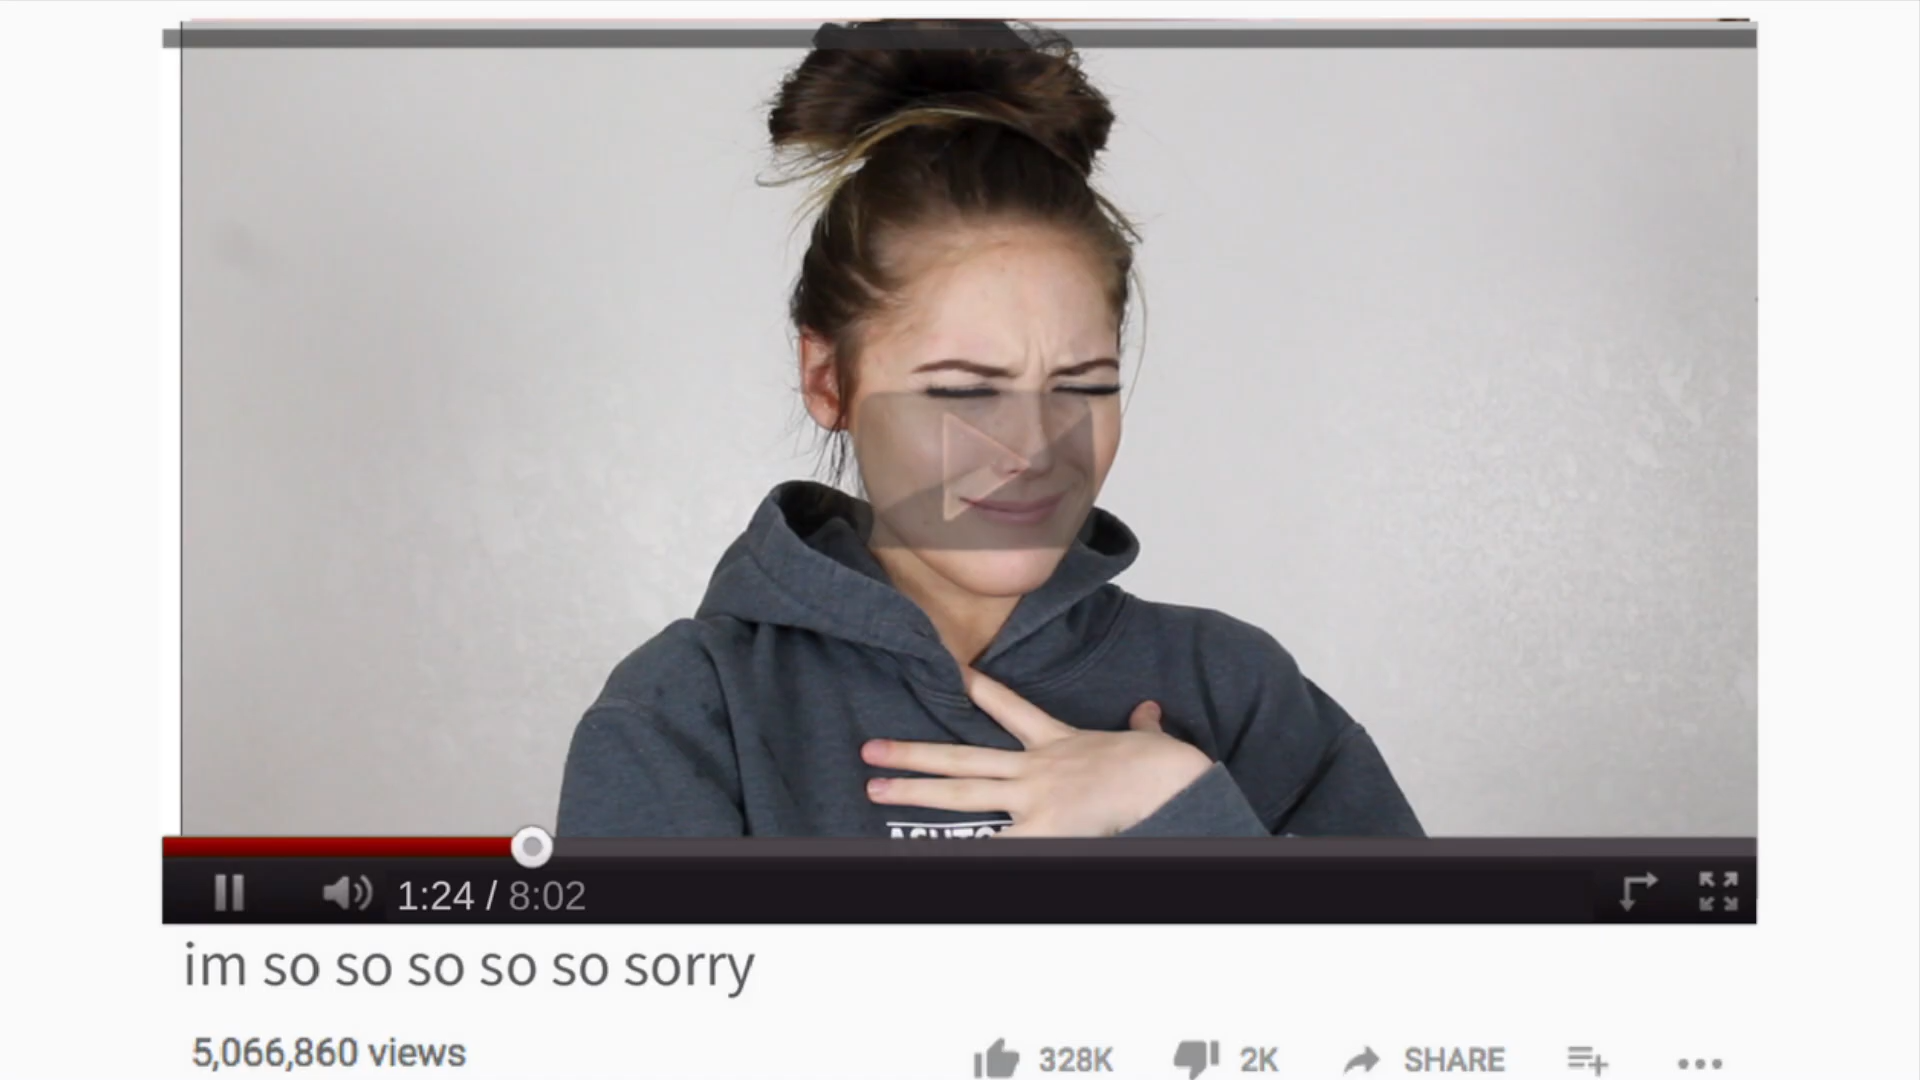 1:24 / 8:02
im so so so so so sorry
5,066,860 views
328K
2K
SHARE